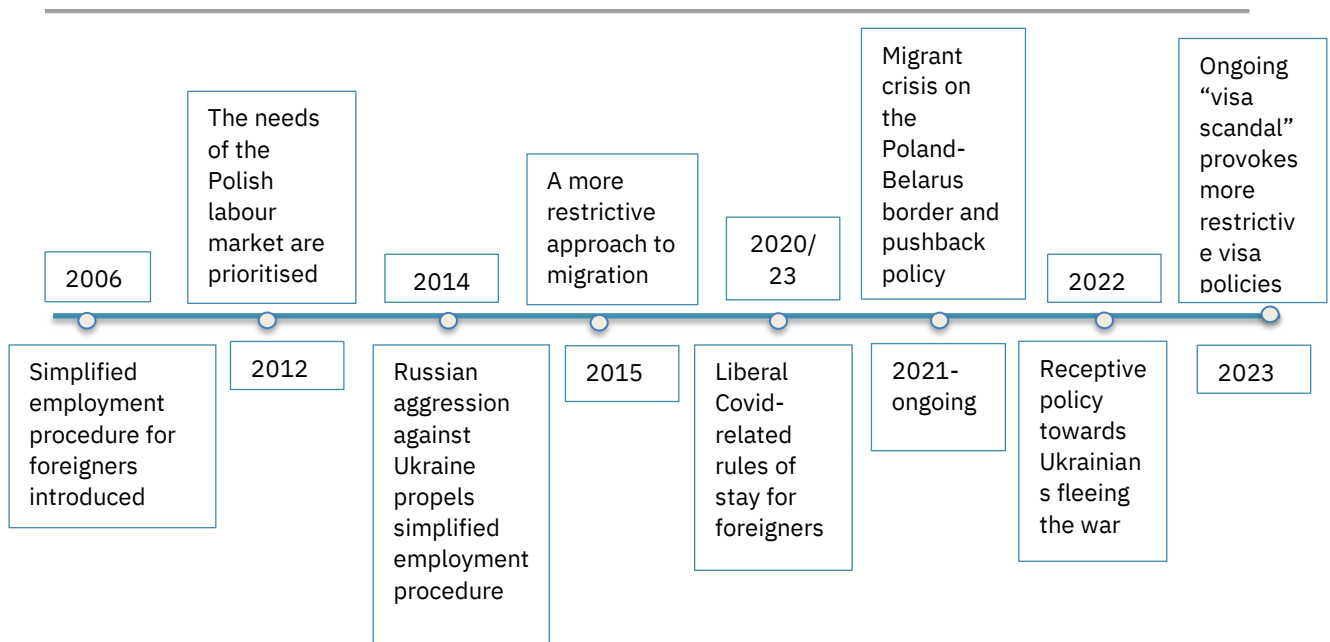 2006
Simplified
employment
procedure for
foreigners
introduced
The needs
of the
Polish
labour
market are
prioritised
2012
2014
Russian
aggression
against
Ukraine
propels
simplified
employment
procedure
A more
restrictive
approach to
migration
2015
2020/
23
Liberal
Covid-
related
rules of
stay for
foreigners
Migrant
crisis on
the
Poland-
Belarus
border and
pushback
policy
2021-
ongoing
2022
Receptive
policy
towards
Ukrainian
s fleeing
the war
Ongoing
“visa
scandal”
provokes
more
restrictiv
e visa
policies
2023